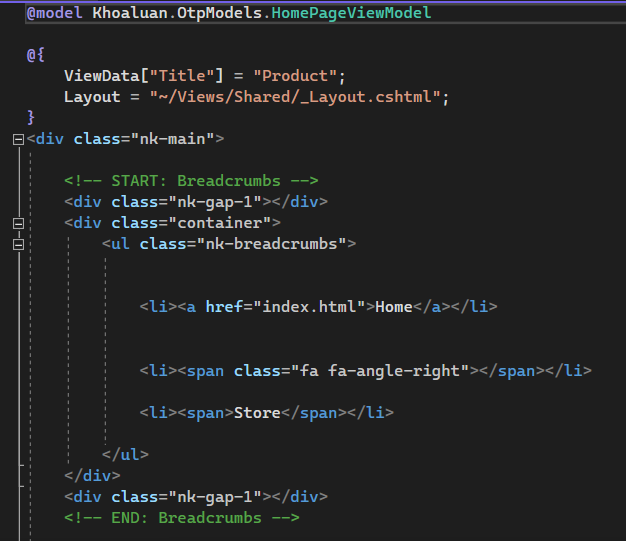 @model Khoaluan.OtpModels.HomePageViewModel
@{
ViewData["Title"] = "Product";
Layout = "~/Views/Shared/_Layout.cshtml";
}
<div class="nk-main">
<!-- START: Breadcrumbs -->
<div class="nk-gap-1"></div>
<div class="container">
<ul class="nk-breadcrumbs">
<li><a href="index.html">Home</a></li>
<li><span class="fa fa-angle-right"></span></li>
<li><span>Store</span></li>
</ul>
</div>
<div class="nk-gap-1"></div>
<!-- END: Breadcrumbs -->